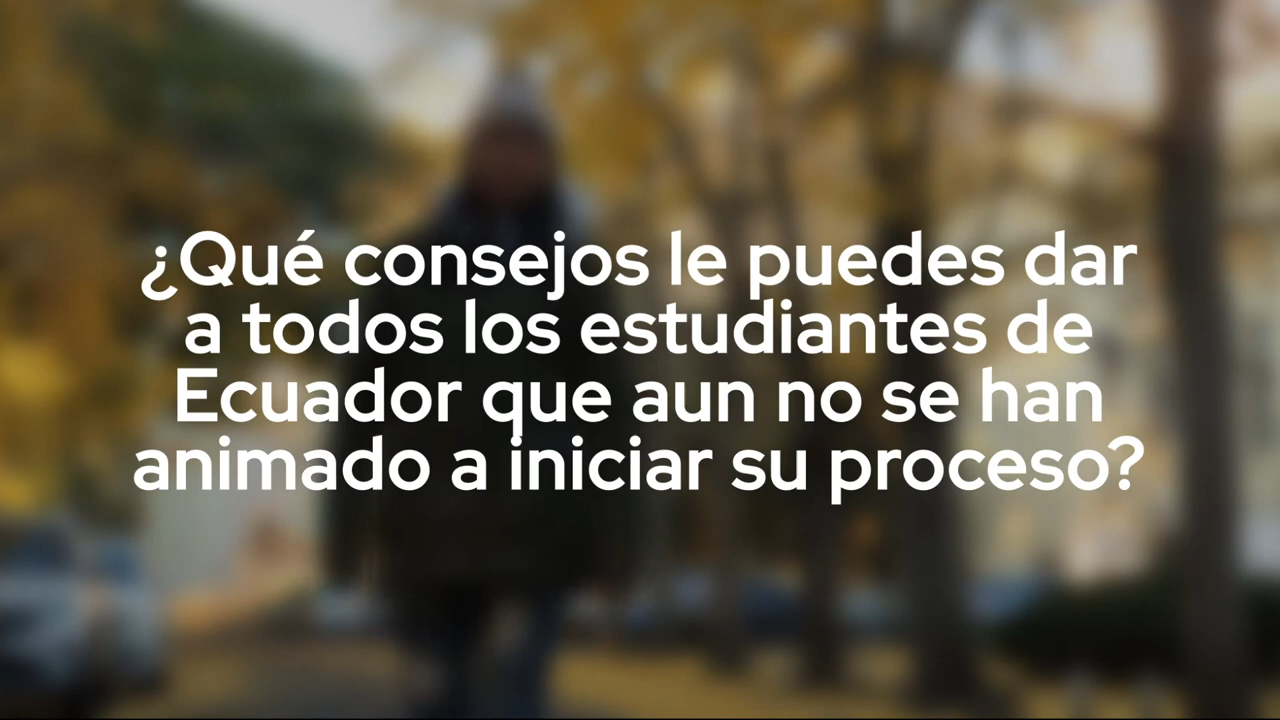 ¿Qué consejos le puedes dar
a todos los estudiantes de
Ecuador que aun no se han
animado a iniciar su proceso?